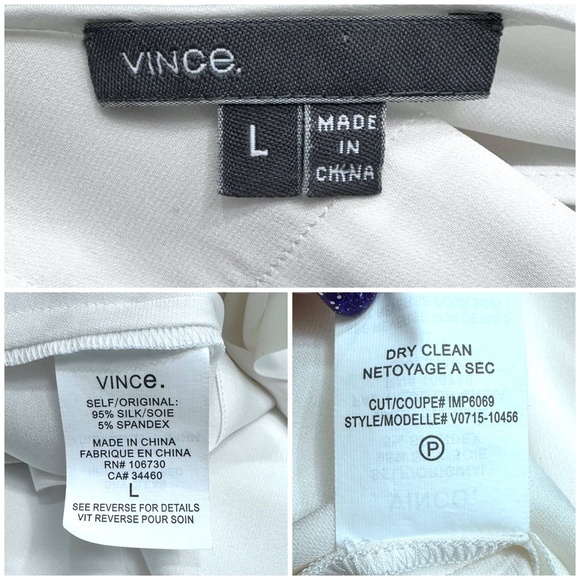 VINCe.
L
MADE
IN
CHINA
VINCe.
SELF/ORIGINAL:
95% SILK/SOIE
5% SPANDEX
MADE IN CHINA
FABRIQUE EN CHINA
RN# 106730
CA# 34460
L
SEE REVERSE FOR DETAILS
VIT REVERSE POUR SOIN
DRY CLEAN
NETOYAGE A SEC
CUT/COUPE# IMP6069
STYLE/MODELLE# V0715-10456
P